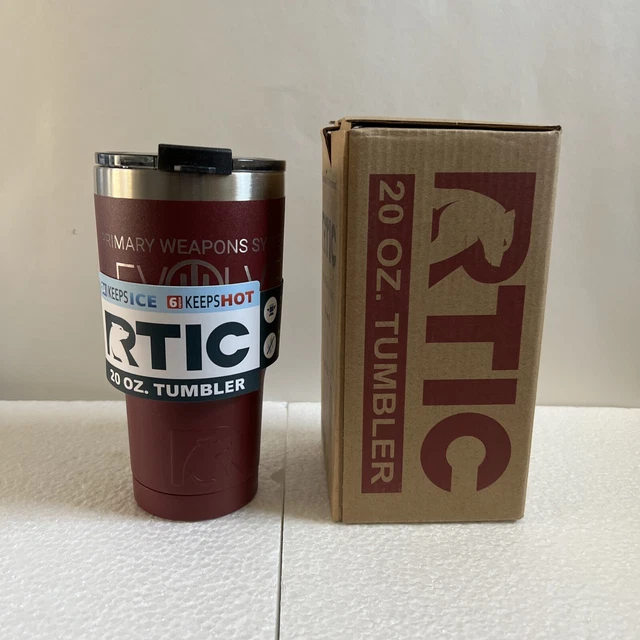 PRIMARY WEAPONS SY
KEEPS ICE 6 KEEPS HOT
RTIC
20 OZ. TUMBLER
RTIC
20 OZ. TUMBLER